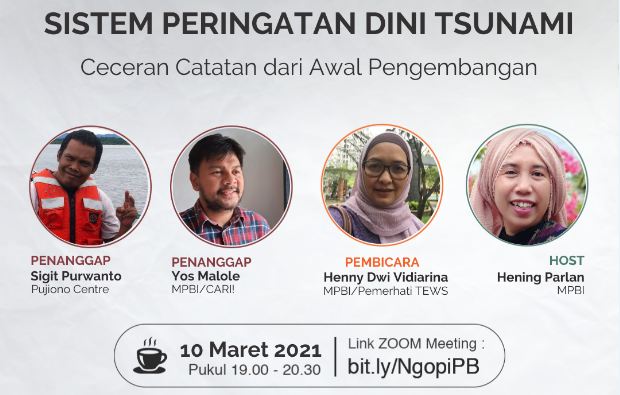 SISTEM PERINGATAN DINI TSUNAMI
Ceceran Catatan dari Awal Pengembangan
PENANGGAP
Sigit Purwanto
Pujiono Centre
PENANGGAP
Yos Malole
MPBI/CARI!
PEMBICARA
Henny Dwi Vidiarina
MPBI/Pemerhati TEWS
HOST
Hening Parlan
MPBI
10 Maret 2021
Pukul 19.00 - 20.30
Link ZOOM Meeting :
bit.ly/NgopiPB